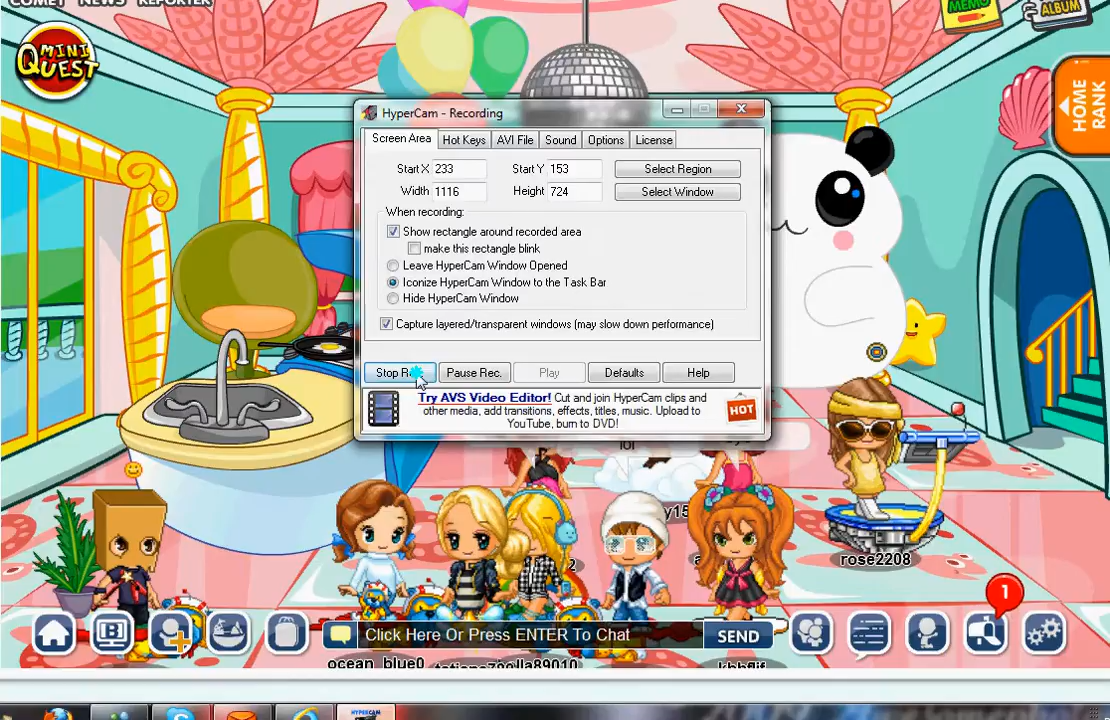 COMET NEWS REPORTER
MEMO
ALBUM
MINI
QUEST
HOME
RANK
HyperCam - Recording
Screen Area Hot Keys AVI File Sound Options License
Start X 233 Start Y 153 Select Region
Width 1116 Height 724 Select Window
When recording:
Show rectangle around recorded area
make this rectangle blink
Leave HyperCam Window Opened
Iconize HyperCam Window to the Task Bar
Hide HyperCam Window
Capture layered/transparent windows (may slow down performance)
Stop Pause Rec. Play Defaults Help
Try AVS Video Editor! Cut and join HyperCam clips and
other media, add transitions, effects, titles, music. Upload to
YouTube, burn to DVD!
HOT
lol
rose2208
1
B
Click Here Or Press ENTER To Chat SEND
ocean_blue0
HYPERCAM